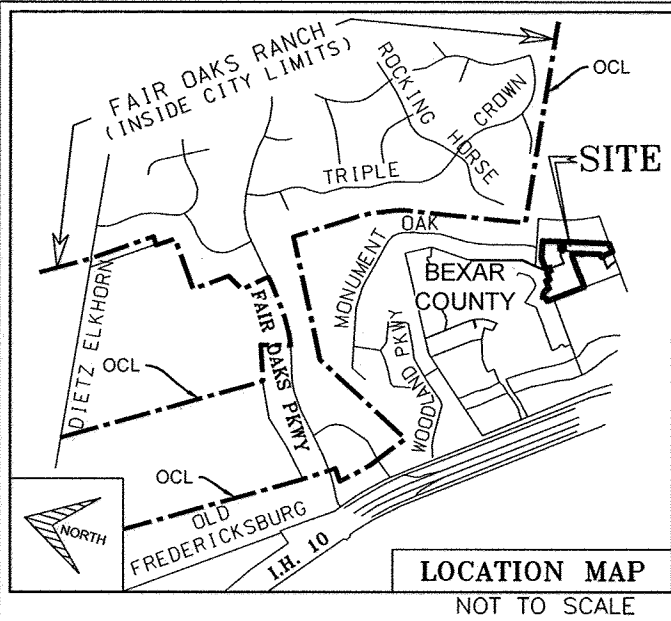 FAIR OAKS RANCH
(INSIDE CITY LIMITS)
ROCKING HORSE
CROWN
OCL
TRIPLE
SITE
OAK
MONUMENT
BEXAR
COUNTY
DIETZ ELKHORN
FAIR OAKS PKWY
WOODLAND PKWY
OCL
OCL
OLD
FREDERICKSBURG
I.H. 10
NORTH
LOCATION MAP
NOT TO SCALE